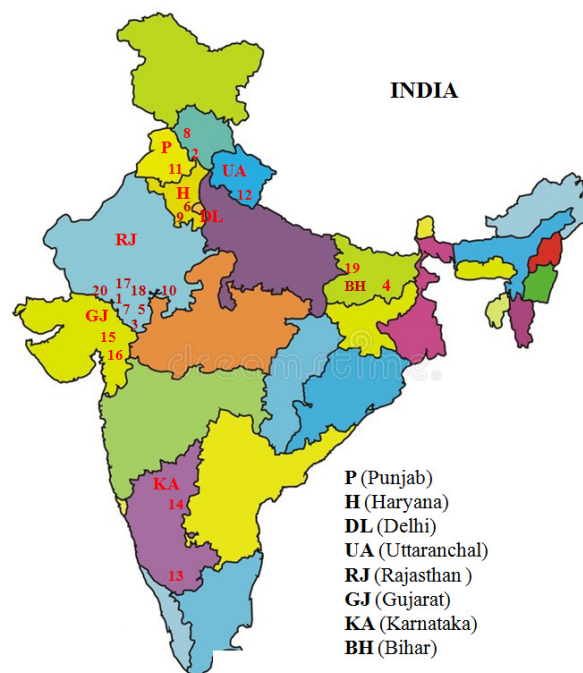 INDIA
8
P
2
11
UA
H
12
6
9
DL
RJ
19
BH
4
17
20
18
10
1
7
5
GJ
3
15
16
dreamstime
KA
14
13
P (Punjab)
H (Haryana)
DL (Delhi)
UA (Uttaranchal)
RJ (Rajasthan )
GJ (Gujarat)
KA (Karnataka)
BH (Bihar)